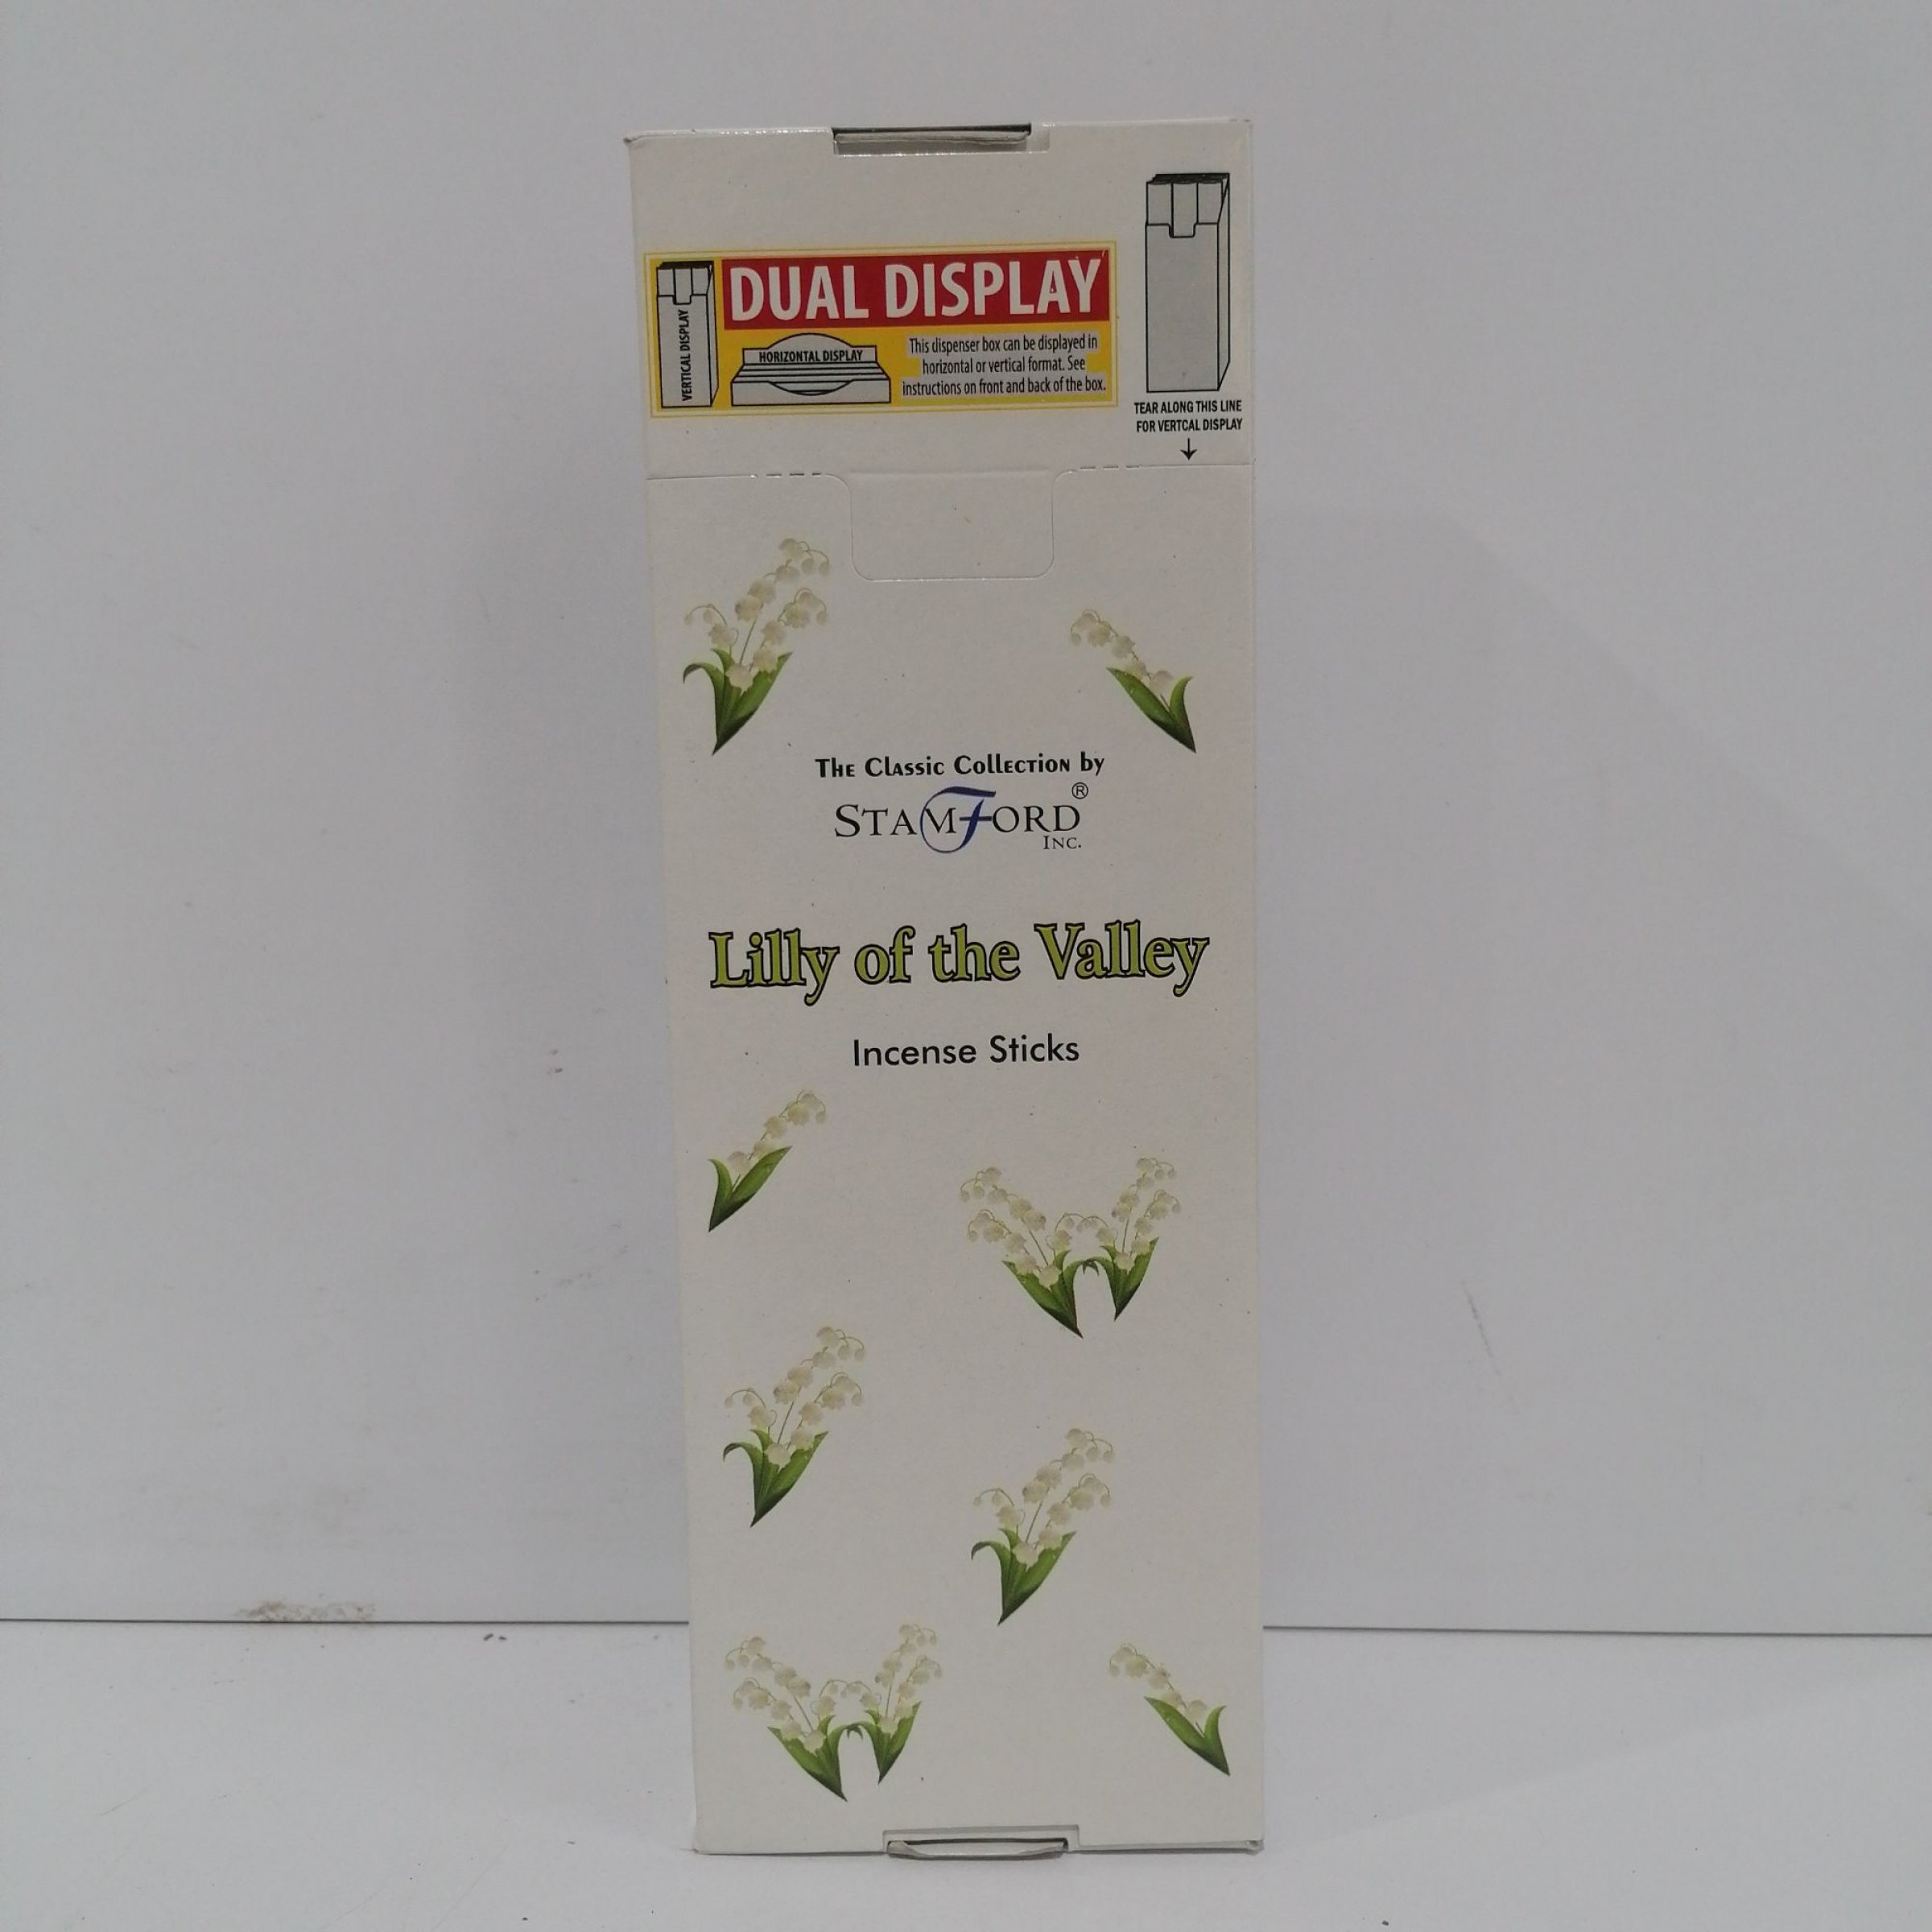 DUAL DISPLAY
VERTICAL DISPLAY
HORIZONTAL DISPLAY
This dispenser box can be displayed in
horizontal or vertical format. See
instructions on front and back of the box.
TEAR ALONG THIS LINE
FOR VERTCAL DISPLAY
The Classic Collection by
STAMFORD®
INC.
Lilly of the Valley
Incense Sticks